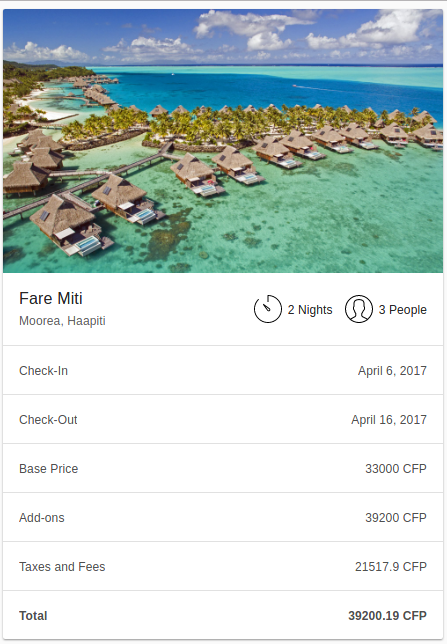 Fare Miti
Moorea, Haapiti
2 Nights
3 People
Check-In April 6, 2017
Check-Out April 16, 2017
Base Price 33000 CFP
Add-ons 39200 CFP
Taxes and Fees 21517.9 CFP
Total 39200.19 CFP